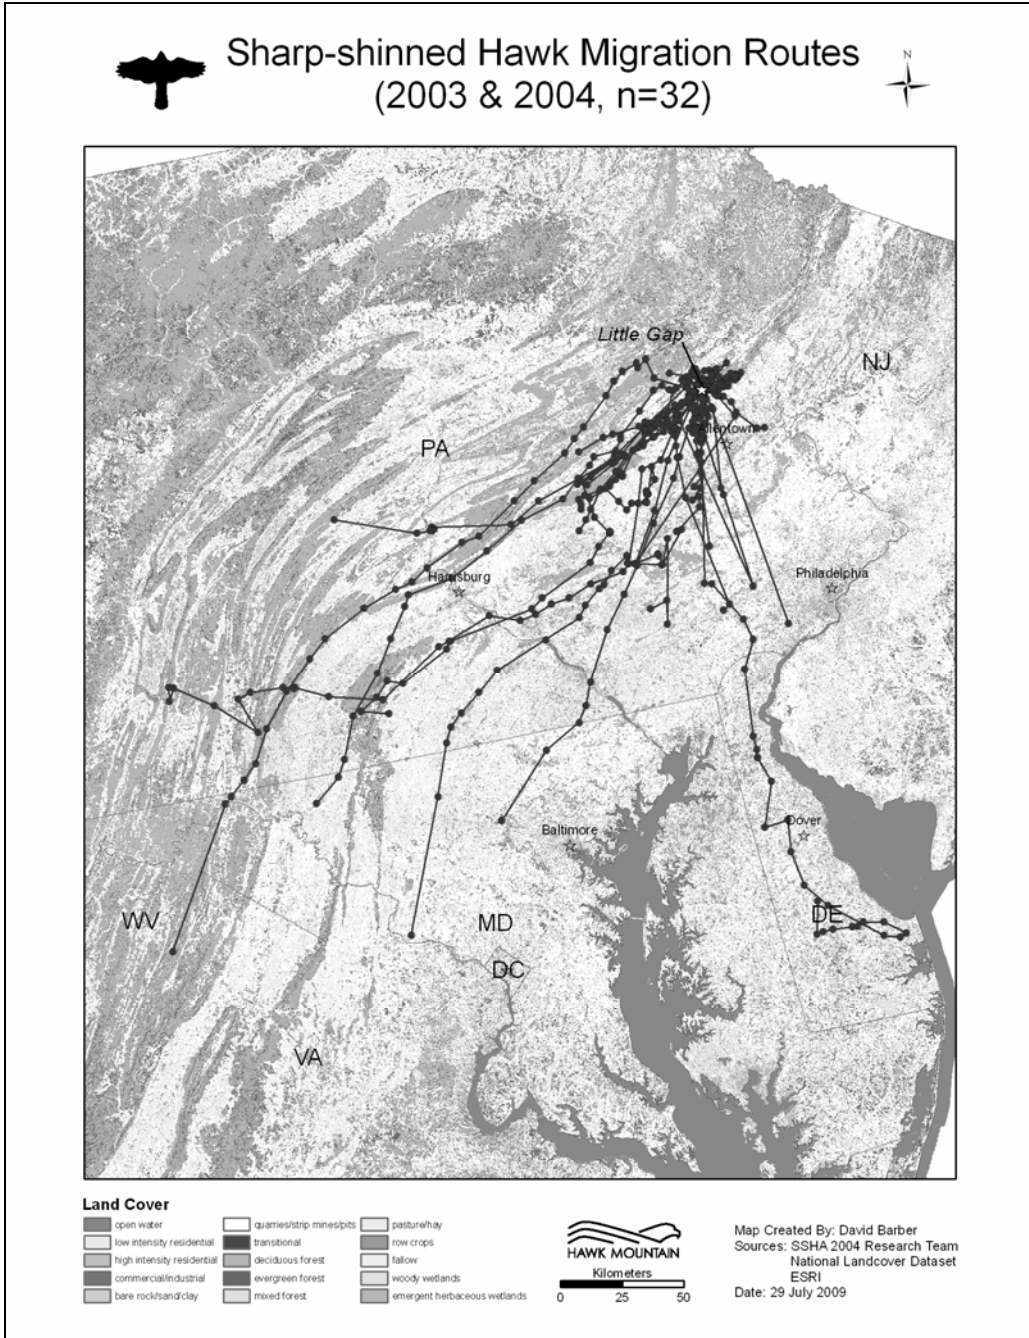 Sharp-shinned Hawk Migration Routes
(2003 & 2004, n=32)
N
Little Gap
NJ
Allentown
PA
Harrisburg
Philadelphia
Baltimore
Dover
WV
MD
DE
DC
VA
Land Cover
open water
low intensity residential
high intensity residential
commercial/industrial
bare rock/sand/clay
quarries/strip mines/pits
transitional
deciduous forest
evergreen forest
mixed forest
pasture/hay
row crops
fallow
woody wetlands
emergent herbaceous wetlands
HAWK MOUNTAIN
Kilometers
0 25 50
Map Created By: David Barber
Sources: SSHA 2004 Research Team
National Landcover Dataset
ESRI
Date: 29 July 2009